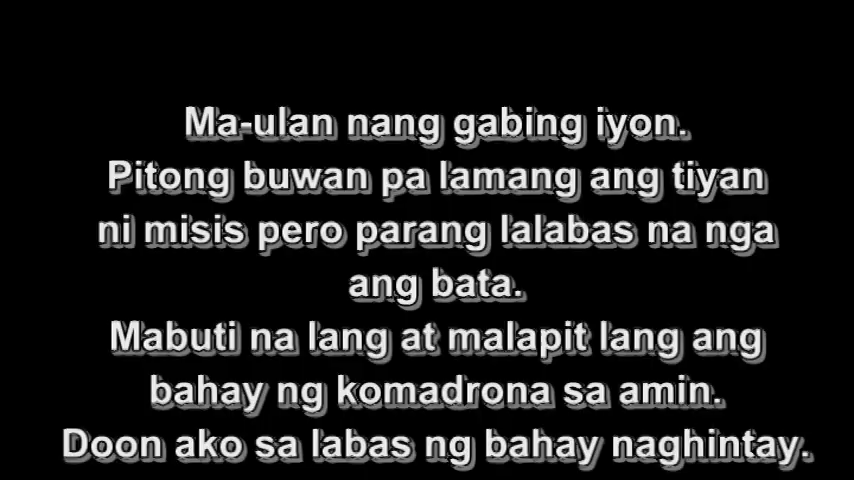 Ma-ulan nang gabing iyon.
Pitong buwan pa lamang ang tiyan
ni misis pero parang lalabas na nga
ang bata.
Mabuti na lang at malapit lang ang
bahay ng komadrona sa amin.
Doon ako sa labas ng bahay naghintay.